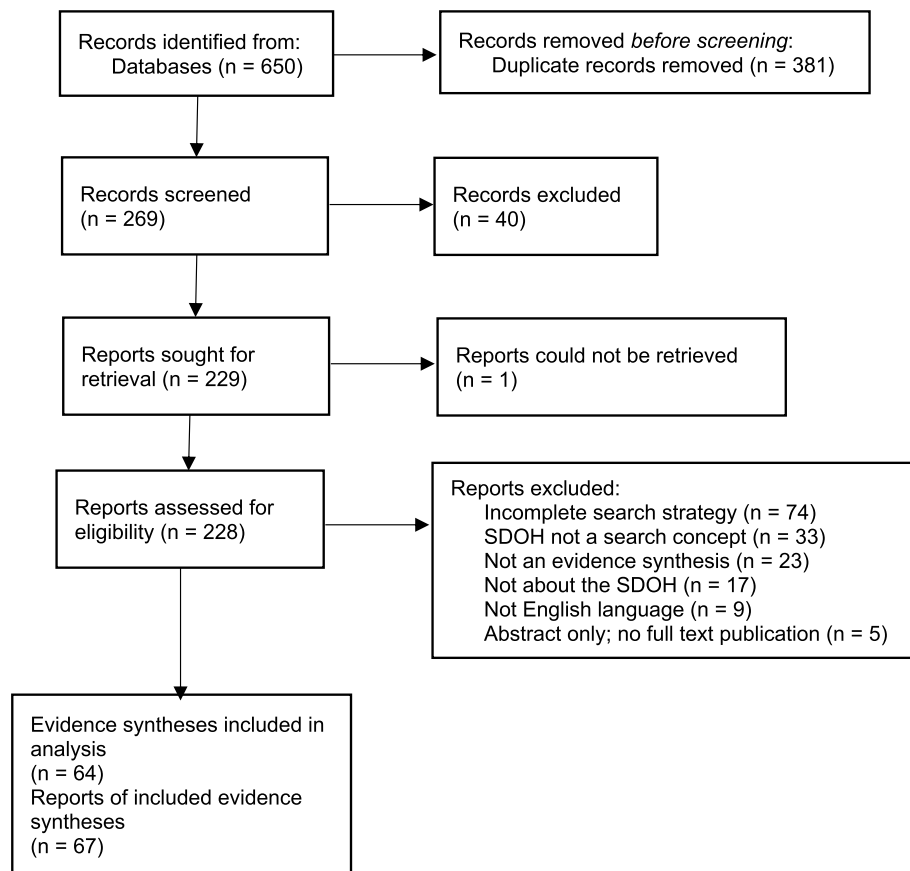 Records identified from:
Databases (n = 650)
Records removed before screening:
Duplicate records removed (n = 381)
Records screened
(n = 269)
Records excluded
(n = 40)
Reports sought for
retrieval (n = 229)
Reports could not be retrieved
(n = 1)
Reports assessed for
eligibility (n = 228)
Reports excluded:
Incomplete search strategy (n = 74)
SDOH not a search concept (n = 33)
Not an evidence synthesis (n = 23)
Not about the SDOH (n = 17)
Not English language (n = 9)
Abstract only; no full text publication (n = 5)
Evidence syntheses included in
analysis
(n = 64)
Reports of included evidence
syntheses
(n = 67)